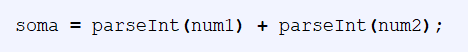 soma = parseInt(num1) + parseInt(num2);